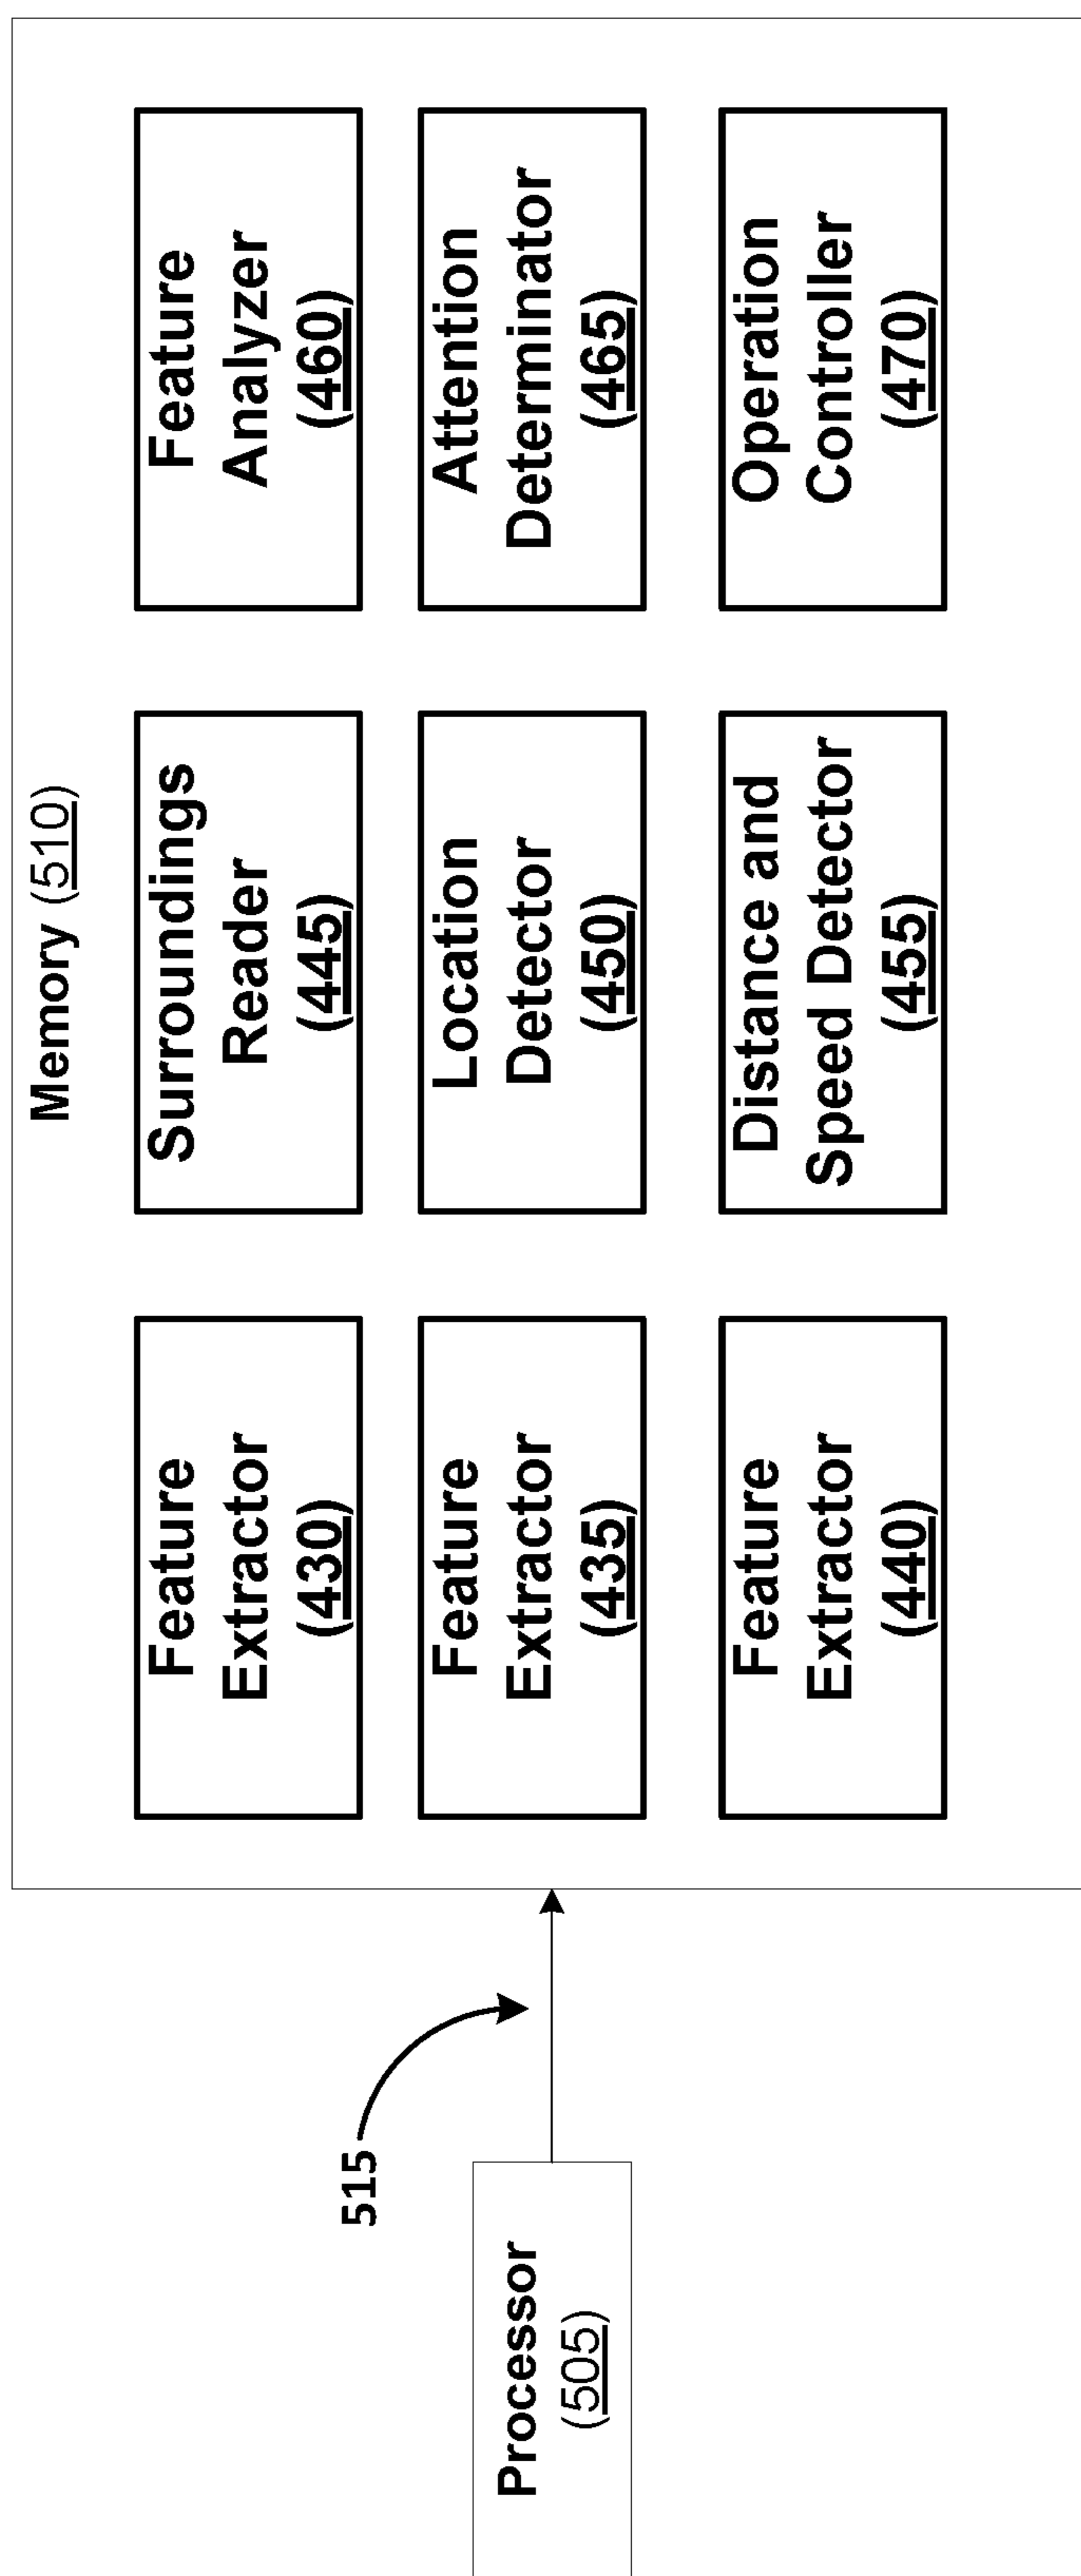 Memory (510)
Feature
Extractor
(430)
Surroundings
Reader
(445)
Feature
Analyzer
(460)
Feature
Extractor
(435)
Location
Detector
(450)
Attention
Determinator
(465)
Feature
Extractor
(440)
Distance and
Speed Detector
(455)
Operation
Controller
(470)
515
Processor
(505)